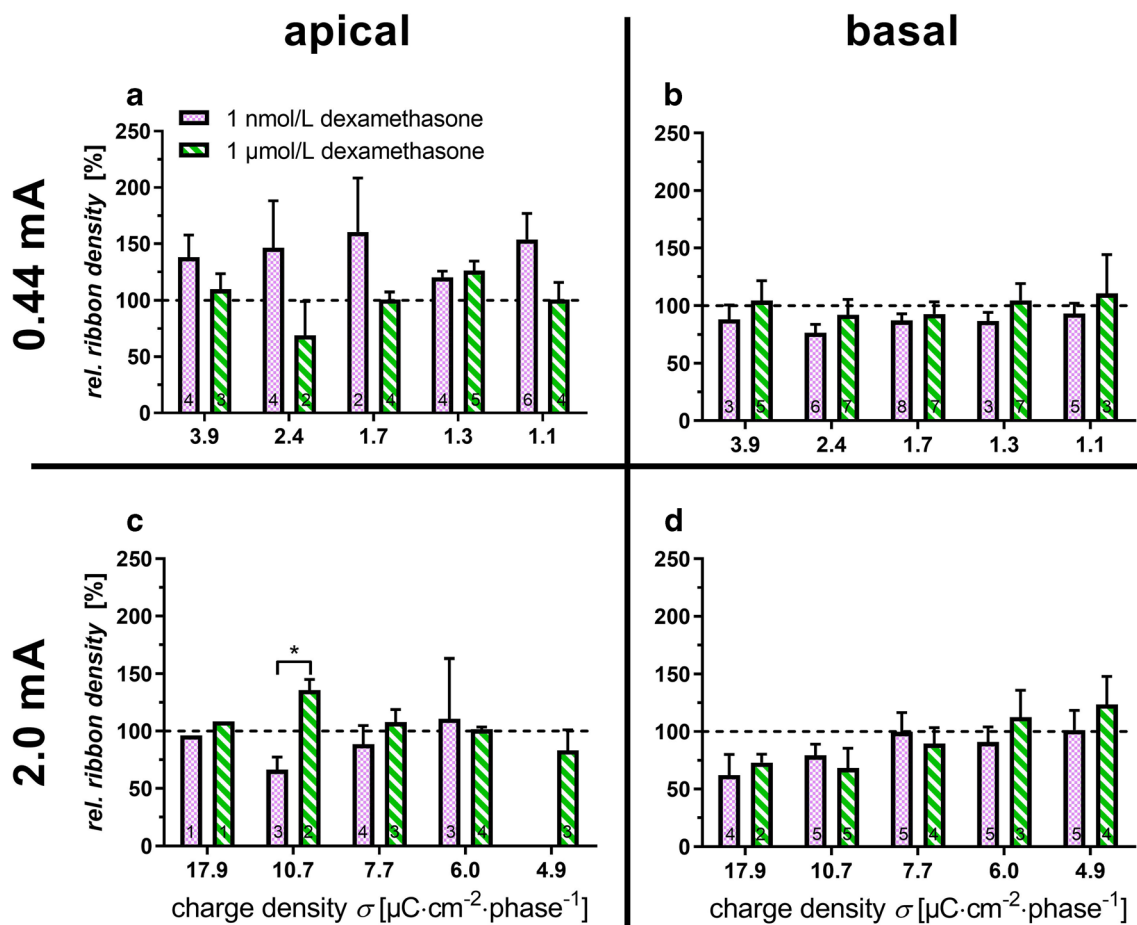 apical
basal
0.44 mA
2.0 mA
a
1 nmol/L dexamethasone
1 µmol/L dexamethasone
rel. ribbon density [%]
250
200
150
100
50
0
4 3 4 2 2 4 4 5 6 4
3.9 2.4 1.7 1.3 1.1
b
250
200
150
100
50
0
3 5 6 7 8 7 3 7 5 3
3.9 2.4 1.7 1.3 1.1
c
rel. ribbon density [%]
250
200
150
100
50
0
*
1 1 3 2 4 3 3 4 3
17.9 10.7 7.7 6.0 4.9
charge density σ [µC·cm-2·phase-1]
d
250
200
150
100
50
0
4 2 5 5 5 4 5 3 5 4
17.9 10.7 7.7 6.0 4.9
charge density σ [µC·cm-2·phase-1]